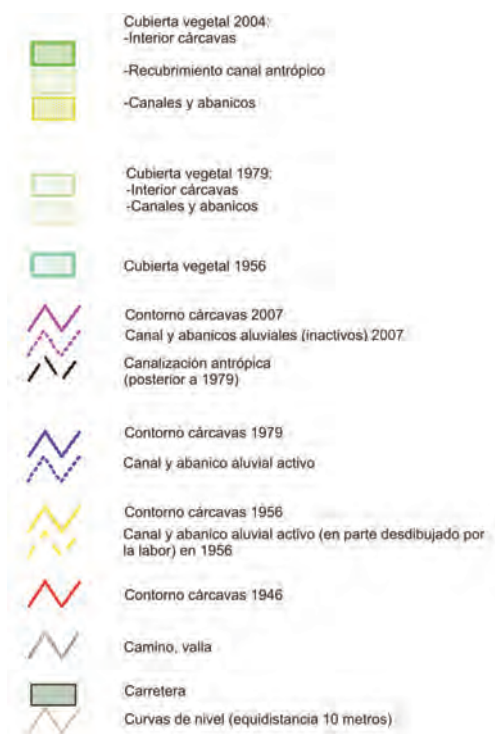 Cubierta vegetal 2004:
-Interior cárcavas
-Recubrimiento canal antrópico
-Canales y abanicos
Cubierta vegetal 1979:
-Interior cárcavas
-Canales y abanicos
Cubierta vegetal 1956
Contorno cárcavas 2007
Canal y abanicos aluviales (inactivos) 2007
Canalización antrópica
(posterior a 1979)
Contorno cárcavas 1979
Canal y abanico aluvial activo
Contorno cárcavas 1956
Canal y abanico aluvial activo (en parte desdibujado por
la labor) en 1956
Contorno cárcavas 1946
Camino, valla
Carretera
Curvas de nivel (equidistancia 10 metros)